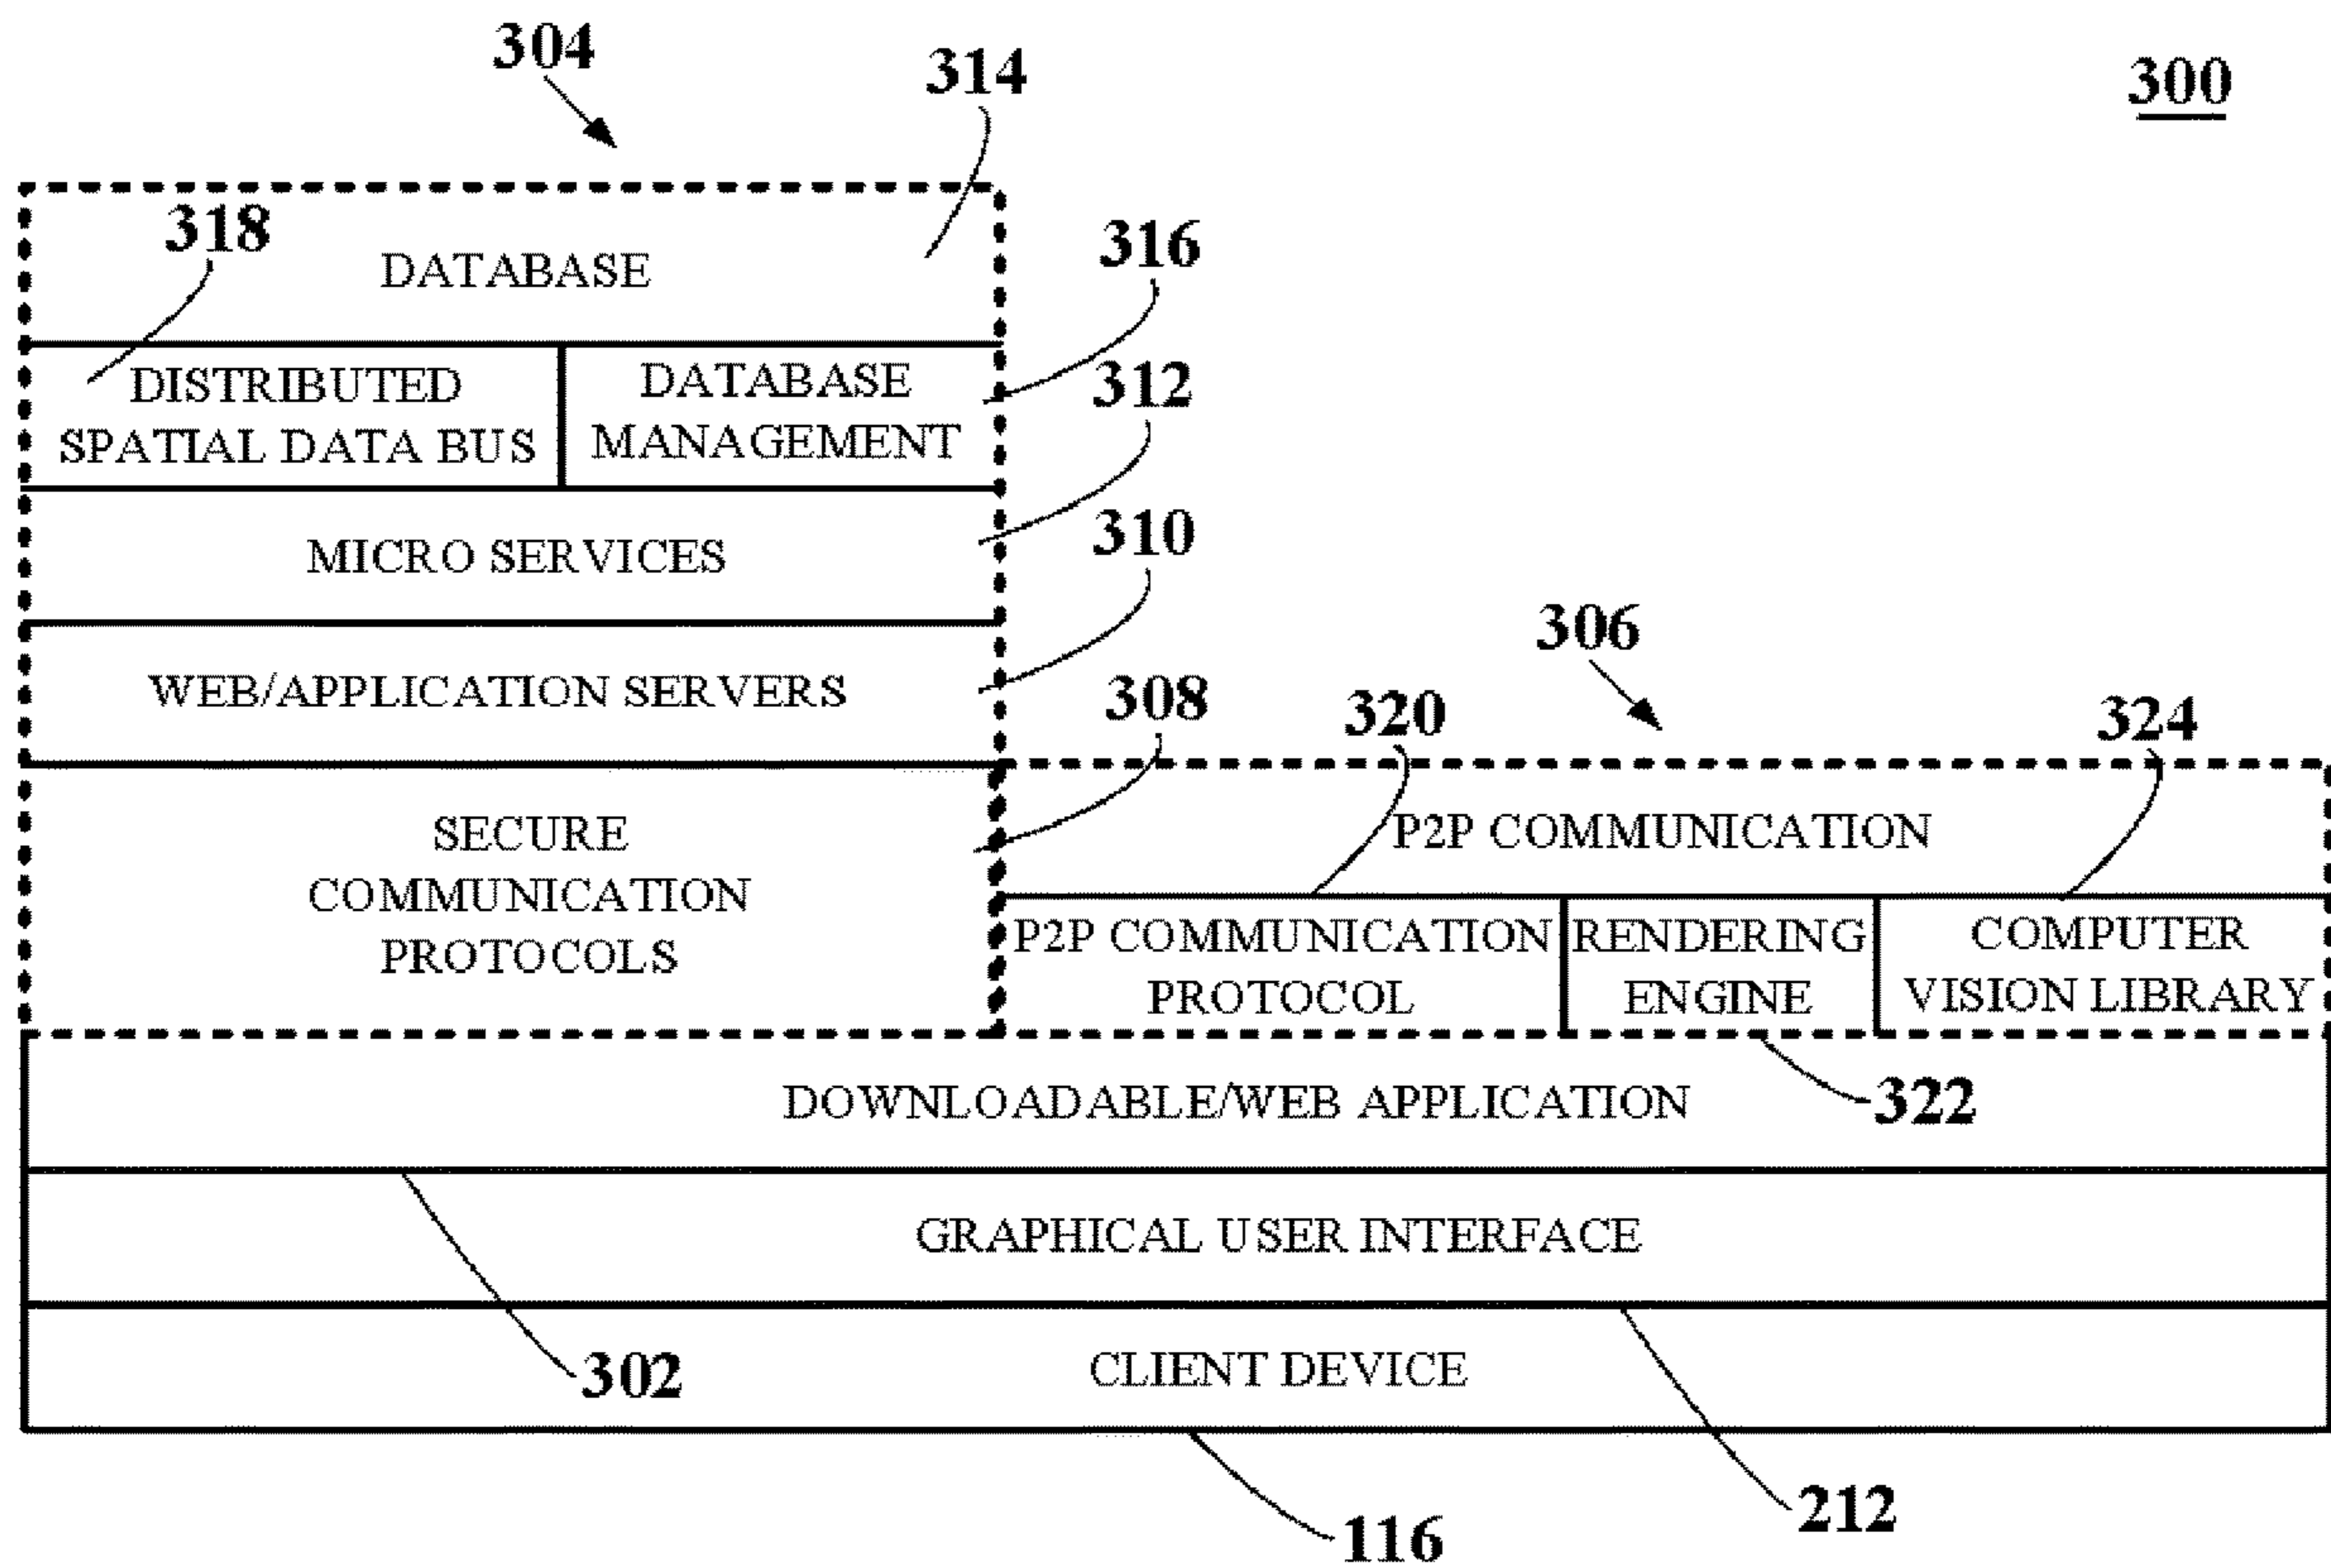 304
314
300
318
DATABASE
316
DISTRIBUTED
SPATIAL DATA BUS
DATABASE
MANAGEMENT
312
MICRO SERVICES
310
306
WEB/APPLICATION SERVERS
308
320
324
SECURE
COMMUNICATION
PROTOCOLS
P2P COMMUNICATION
P2P COMMUNICATION
PROTOCOL
RENDERING
ENGINE
COMPUTER
VISION LIBRARY
DOWNLOADABLE/WEB APPLICATION
322
GRAPHICAL USER INTERFACE
302
CLIENT DEVICE
212
116